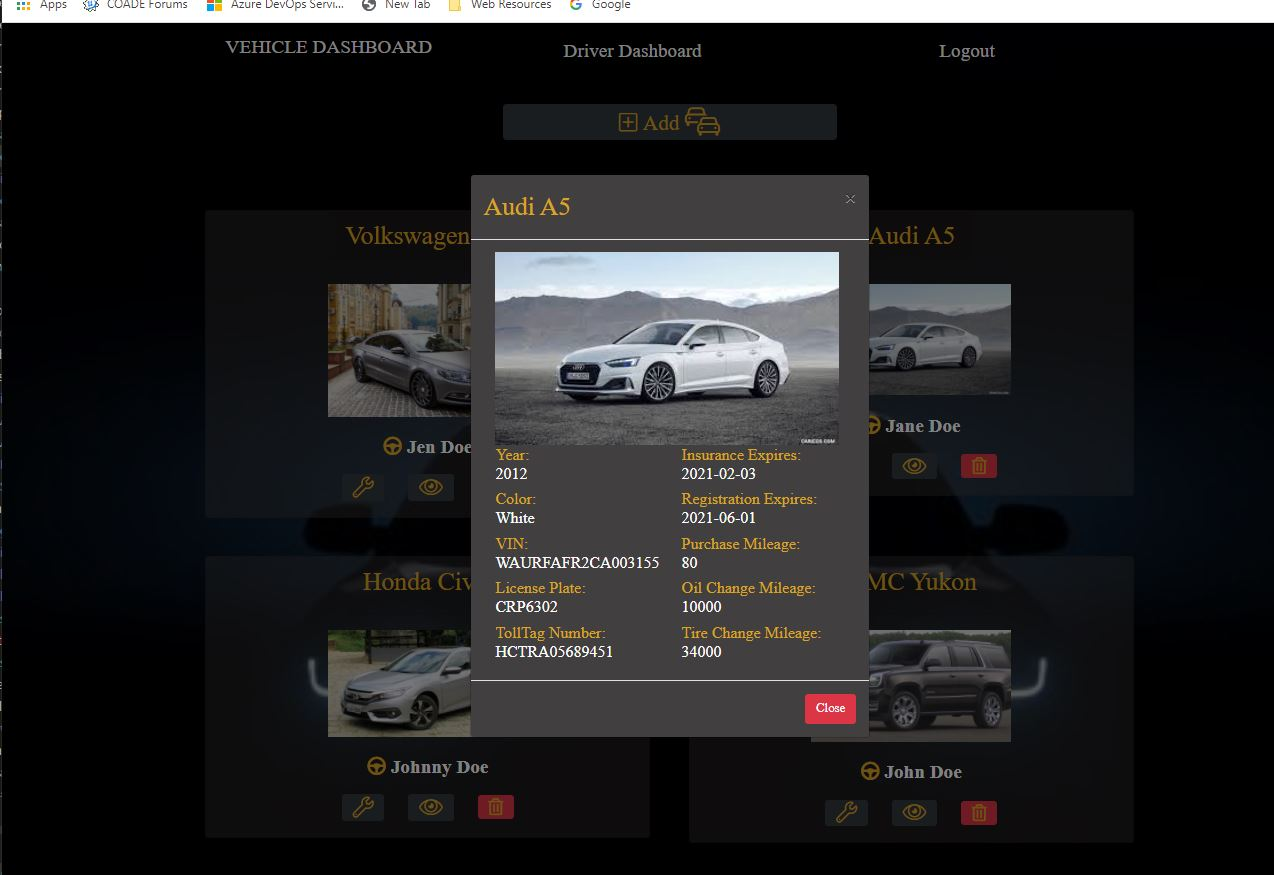 Apps COADE Forums Azure DevOps Servi... New Tab Web Resources Google
VEHICLE DASHBOARD Driver Dashboard Logout
Add
Audi A5 ×
Volkswagen
Audi A5
CARICOS.COM
Year:
2012
Color:
White
VIN:
WAURFAFR2CA003155
License Plate:
CRP6302
TollTag Number:
HCTRA05689451
Insurance Expires:
2021-02-03
Registration Expires:
2021-06-01
Purchase Mileage:
80
Oil Change Mileage:
10000
Tire Change Mileage:
34000
Close
Jen Doe
Jane Doe
Honda Civ
MC Yukon
Johnny Doe
John Doe